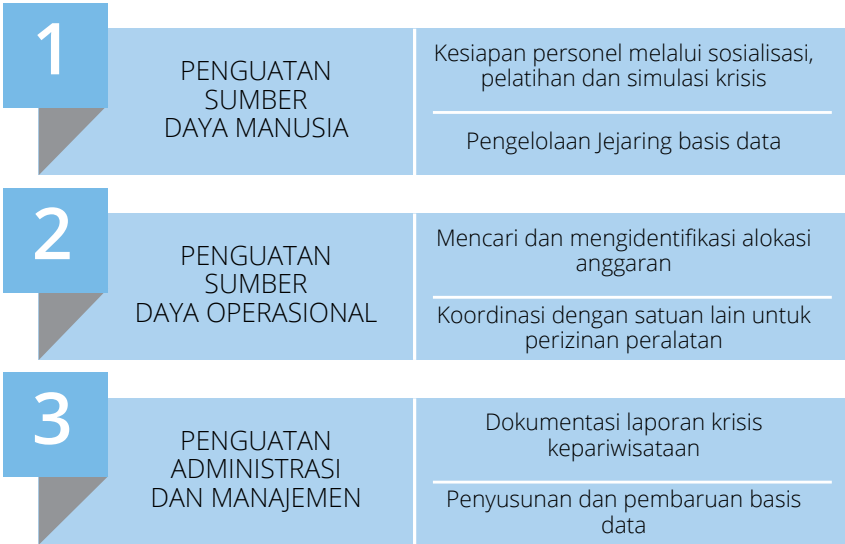 1
PENGUATAN
SUMBER
DAYA MANUSIA
Kesiapan personel melalui sosialisasi,
pelatihan dan simulasi krisis
Pengelolaan Jejaring basis data
2
PENGUATAN
SUMBER
DAYA OPERASIONAL
Mencari dan mengidentifikasi alokasi
anggaran
Koordinasi dengan satuan lain untuk
perizinan peralatan
3
PENGUATAN
ADMINISTRASI
DAN MANAJEMEN
Dokumentasi laporan krisis
kepariwisataan
Penyusunan dan pembaruan basis
data